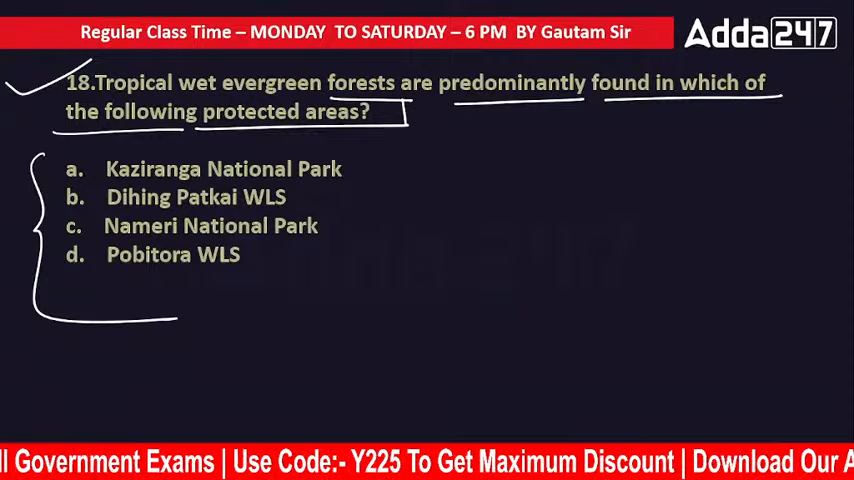 Regular Class Time – MONDAY TO SATURDAY – 6 PM BY Gautam Sir
Adda247
18.Tropical wet evergreen forests are predominantly found in which of
the following protected areas?
a. Kaziranga National Park
b. Dihing Patkai WLS
c. Nameri National Park
d. Pobitora WLS
ll Government Exams | Use Code:- Y225 To Get Maximum Discount | Download Our A